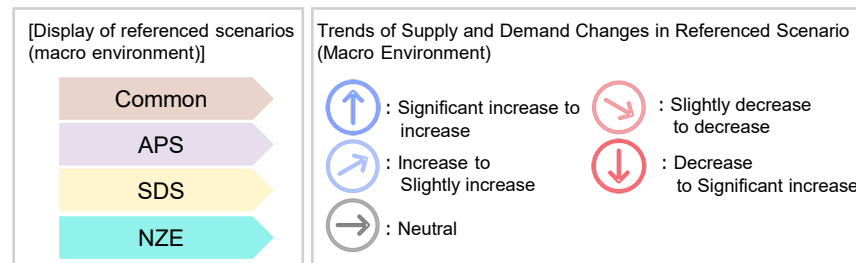 [Display of referenced scenarios
(macro environment)]
Common
APS
SDS
NZE
Trends of Supply and Demand Changes in Referenced Scenario
(Macro Environment)
: Significant increase to
increase
: Increase to
Slightly increase
: Neutral
: Slightly decrease
to decrease
: Decrease
to Significant increase